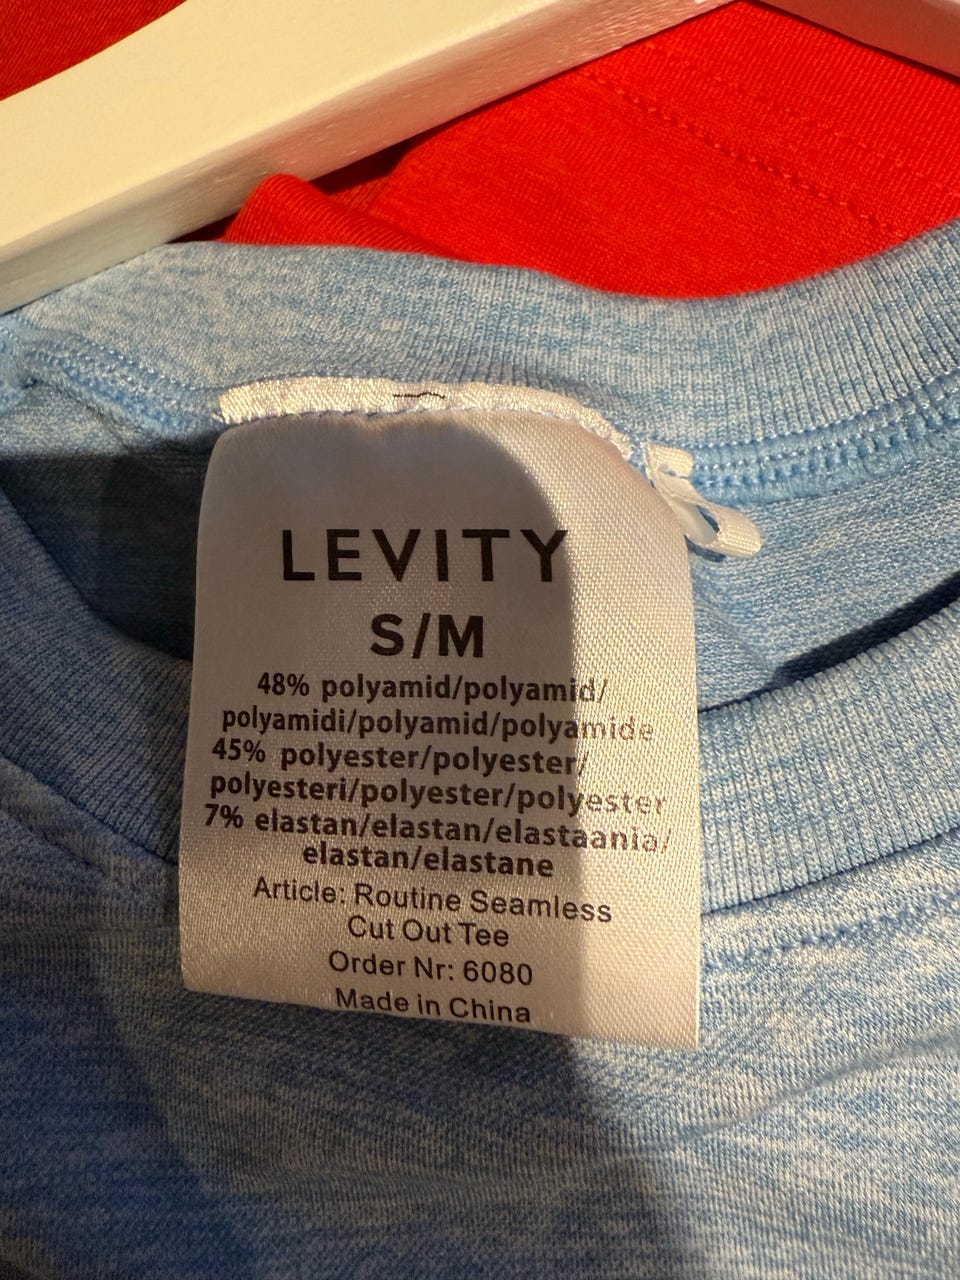 LEVITY
S/M
48% polyamid/polyamid/
polyamidi/polyamid/polyamide
45% polyester/polyester/
polyesteri/polyester/polyester
7% elastan/elastan/elastaania/
elastan/elastane
Article: Routine Seamless
Cut Out Tee
Order Nr: 6080
Made in China